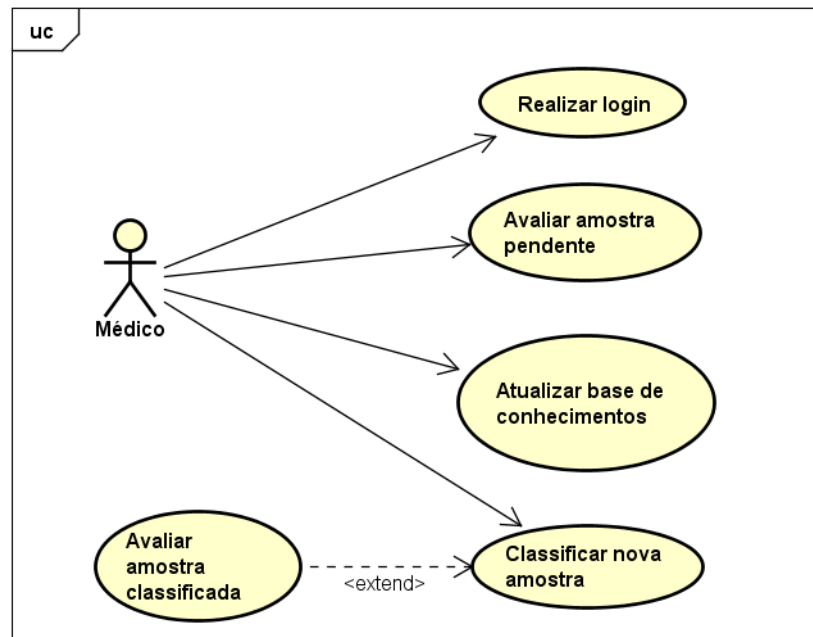 uc
Realizar login
Avaliar amostra
pendente
Médico
Atualizar base de
conhecimentos
Avaliar
amostra
classificada
<extend>
Classificar nova
amostra